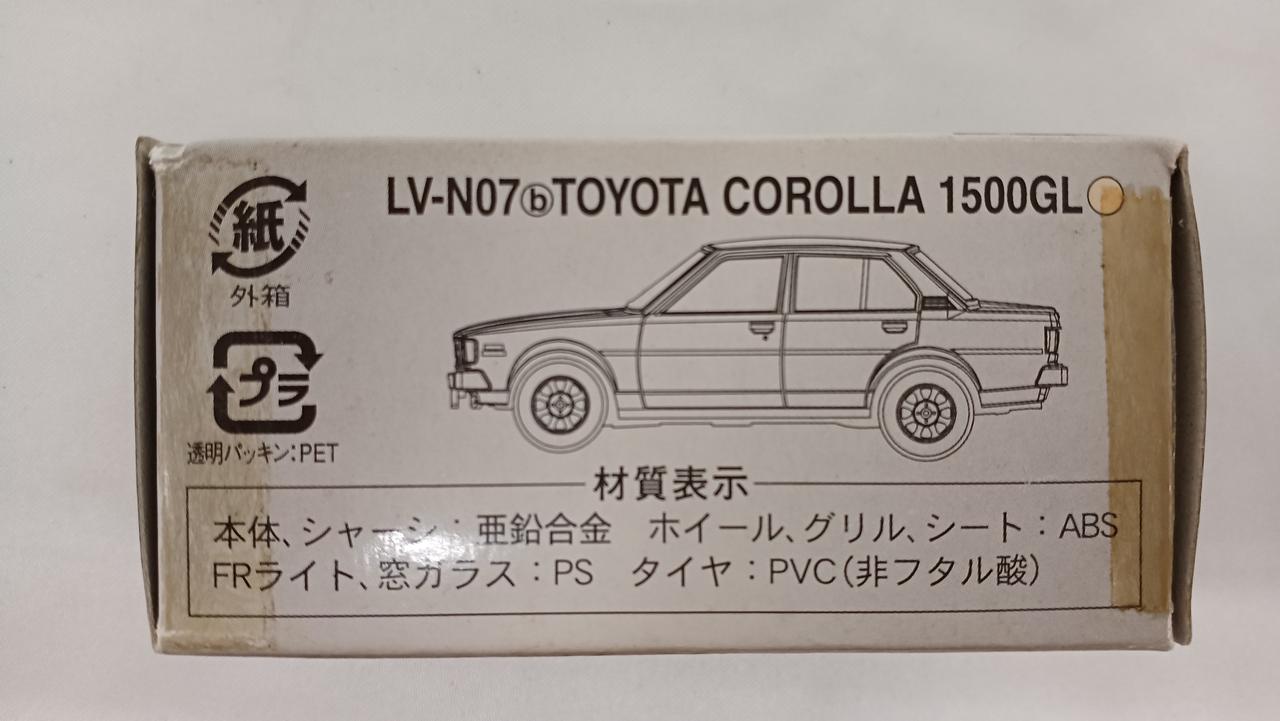 LV-N07ⓑTOYOTA COROLLA 1500GL
紙
外箱
プラ
透明パッキン：PET
材質表示
本体、シャーシ：亜鉛合金　ホイール、グリル、シート：ABS
FRライト、窓ガラス：PS　タイヤ：PVC（非フタル酸）